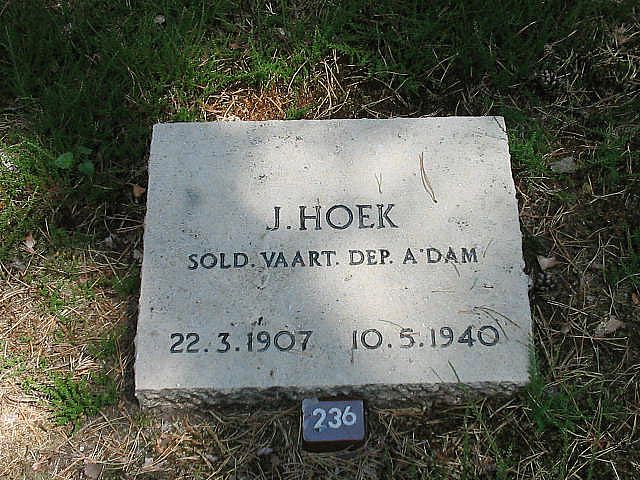 J. HOEK
SOLD. VAART. DEP. A'DAM
22.3.1907 10.5.1940
236